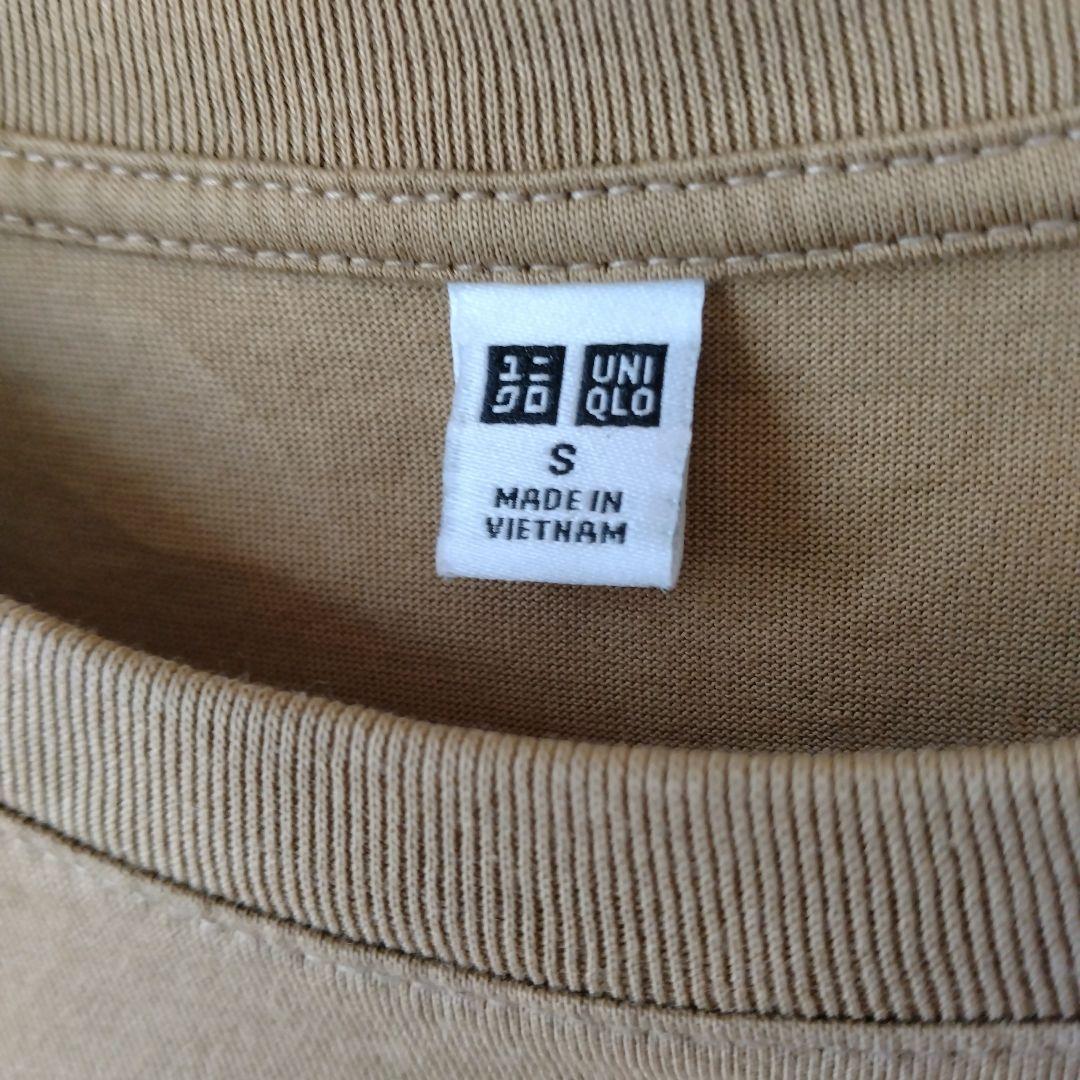 ユニ UNI
クロ QLO
S
MADE IN
VIETNAM